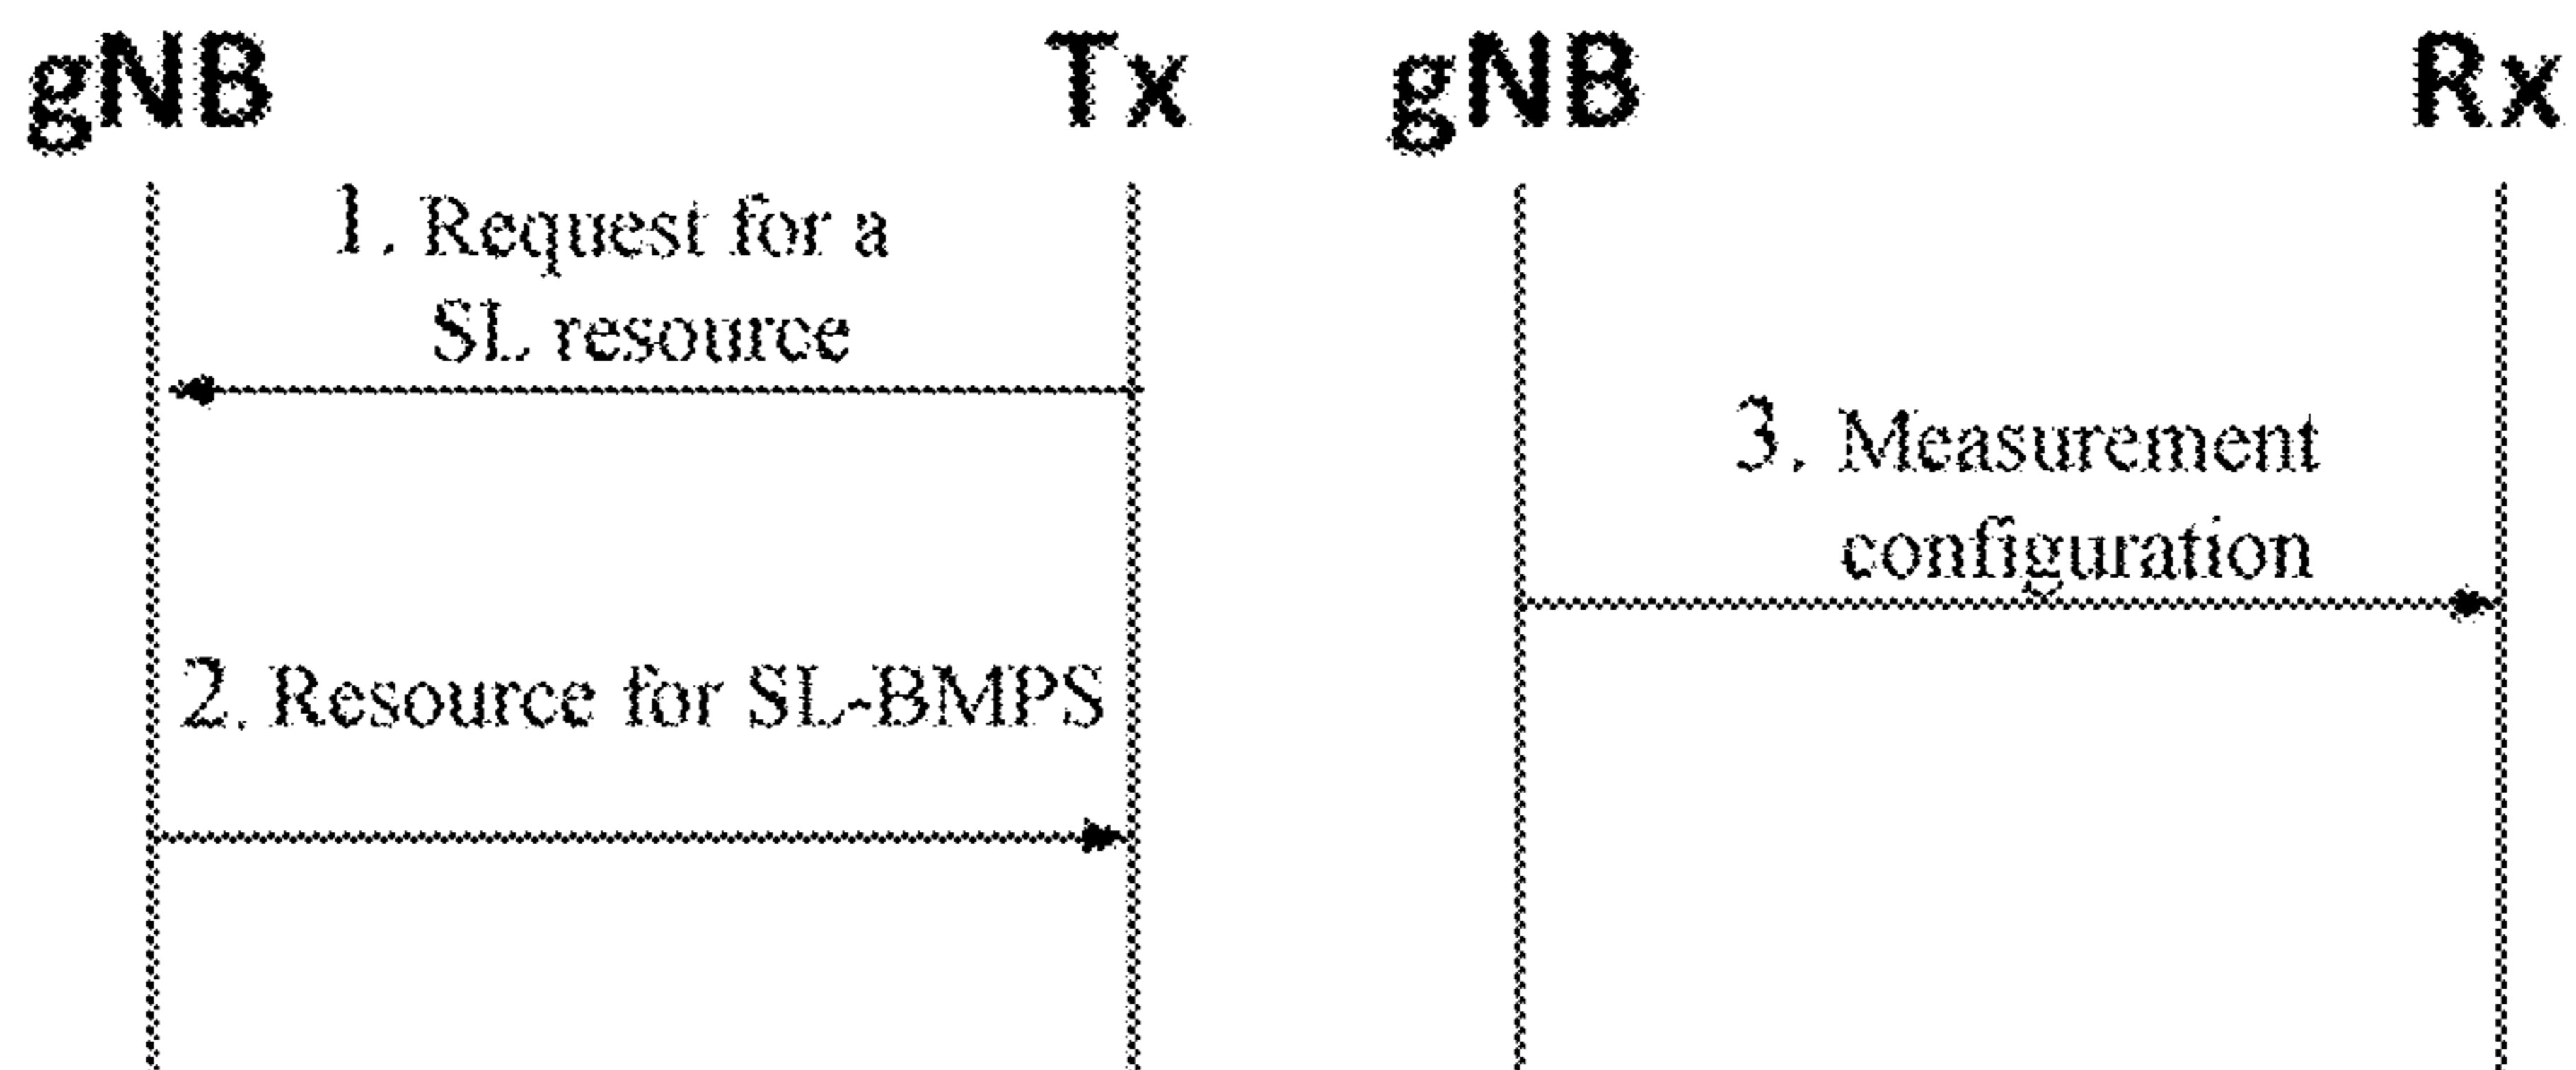 gNB Tx gNB Rx
1. Request for a
SL resource
3. Measurement
configuration
2. Resource for SL-BMPS